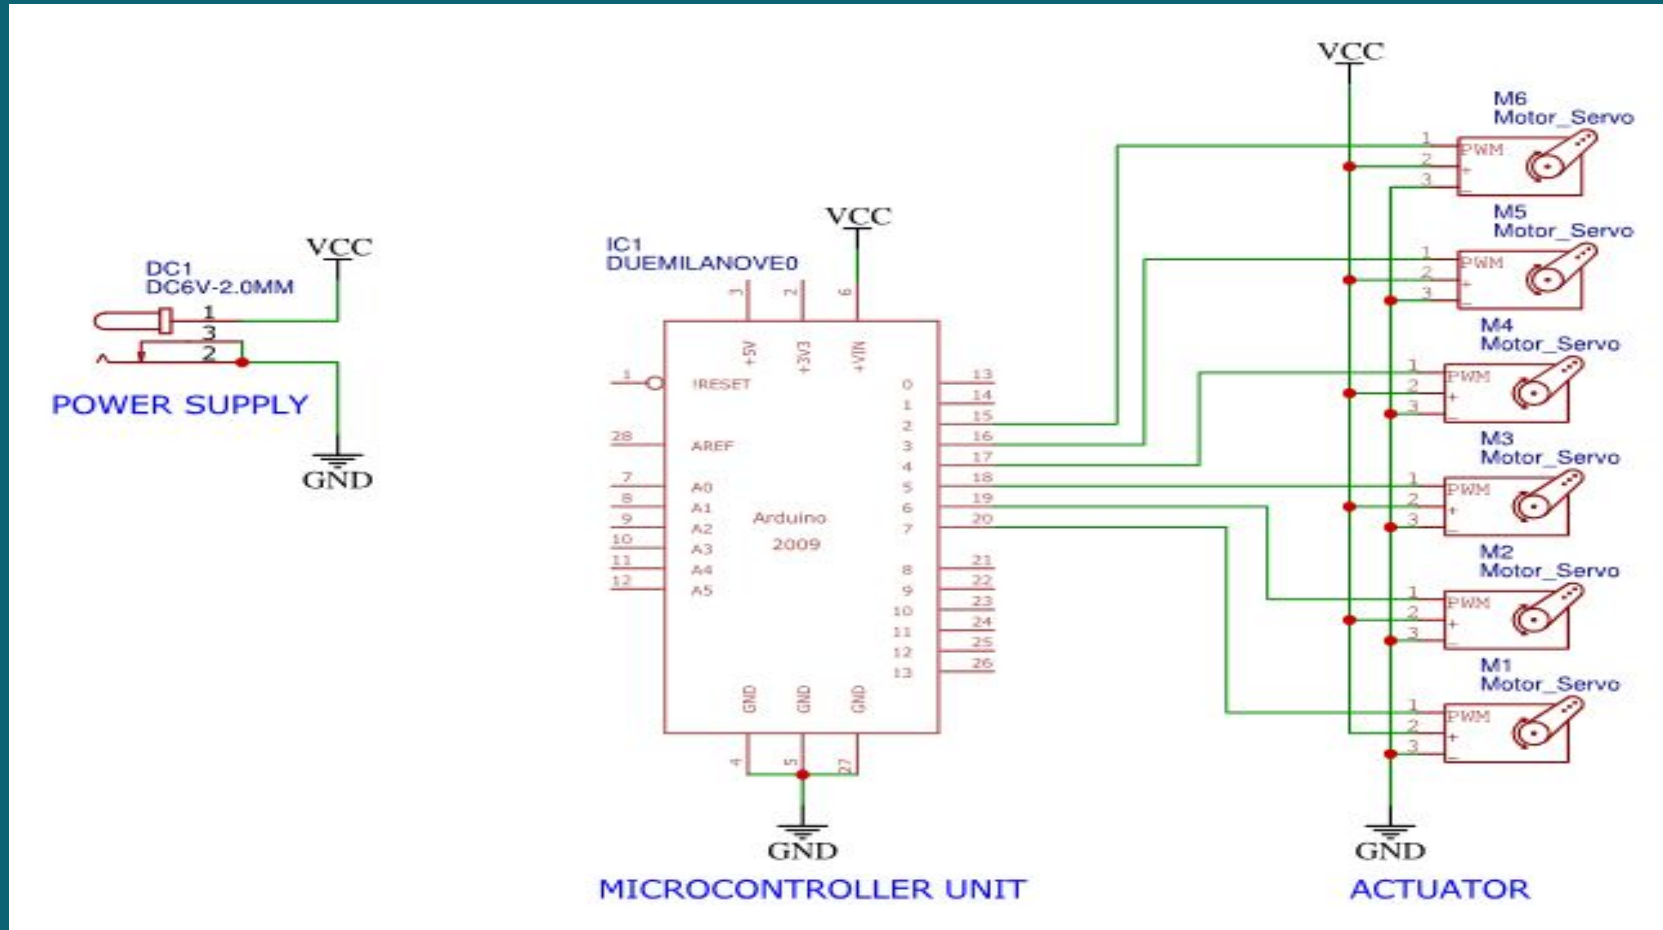 VCC
DC1
DC6V-2.0MM
1
3
2
POWER SUPPLY
GND
VCC
IC1
DUEMILANOVE0
3
2
6
+5V
+3V3
+VIN
1
!RESET
28
AREF
7
A0
8
A1
9
A2
10
A3
11
A4
12
A5
Arduino
2009
0
13
1
14
2
15
3
16
4
17
5
18
6
19
7
20
8
21
9
22
10
23
11
24
12
25
13
26
GND
GND
GND
4
5
27
GND
MICROCONTROLLER UNIT
VCC
M6
Motor_Servo
1
PWM
2
+
3
-
M5
Motor_Servo
1
PWM
2
+
3
-
M4
Motor_Servo
1
PWM
2
+
3
-
M3
Motor_Servo
1
PWM
2
+
3
-
M2
Motor_Servo
1
PWM
2
+
3
-
M1
Motor_Servo
1
PWM
2
+
3
-
GND
ACTUATOR